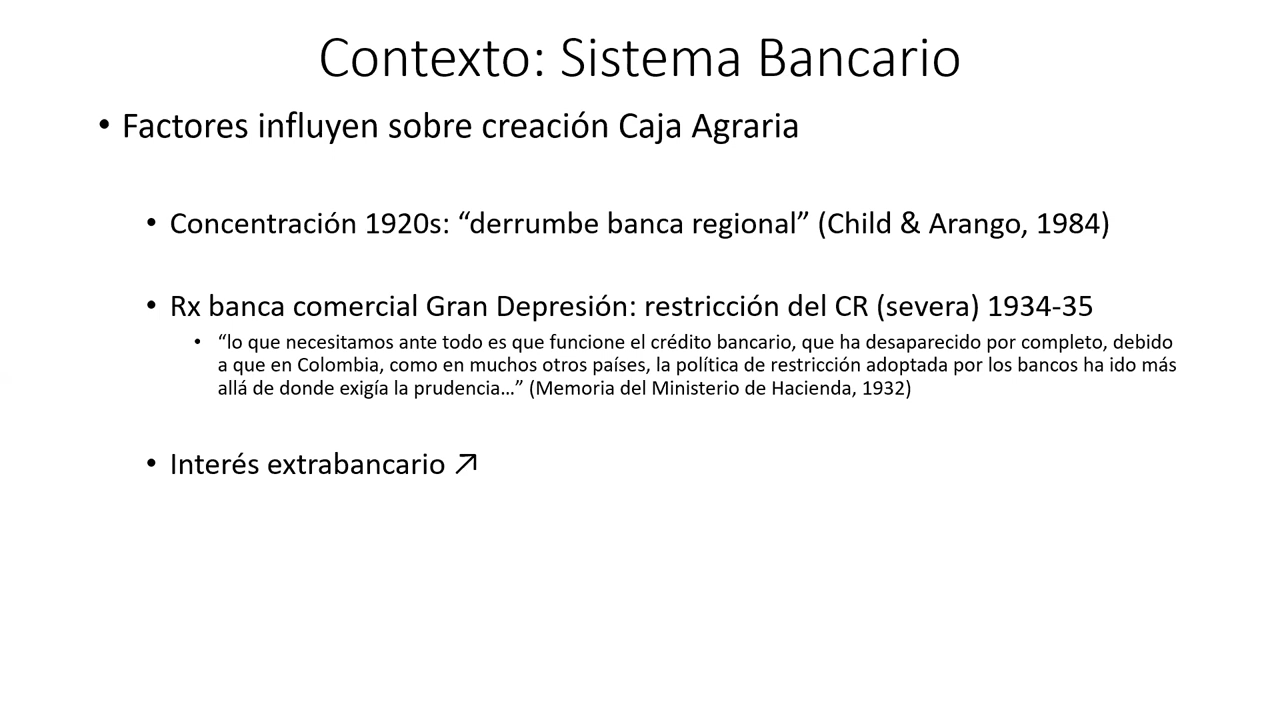 Contexto: Sistema Bancario
• Factores influyen sobre creación Caja Agraria
• Concentración 1920s: “derrumbe banca regional” (Child & Arango, 1984)
• Rx banca comercial Gran Depresión: restricción del CR (severa) 1934-35
• “lo que necesitamos ante todo es que funcione el crédito bancario, que ha desaparecido por completo, debido
a que en Colombia, como en muchos otros países, la política de restricción adoptada por los bancos ha ido más
allá de donde exigía la prudencia…” (Memoria del Ministerio de Hacienda, 1932)
• Interés extrabancario ↗